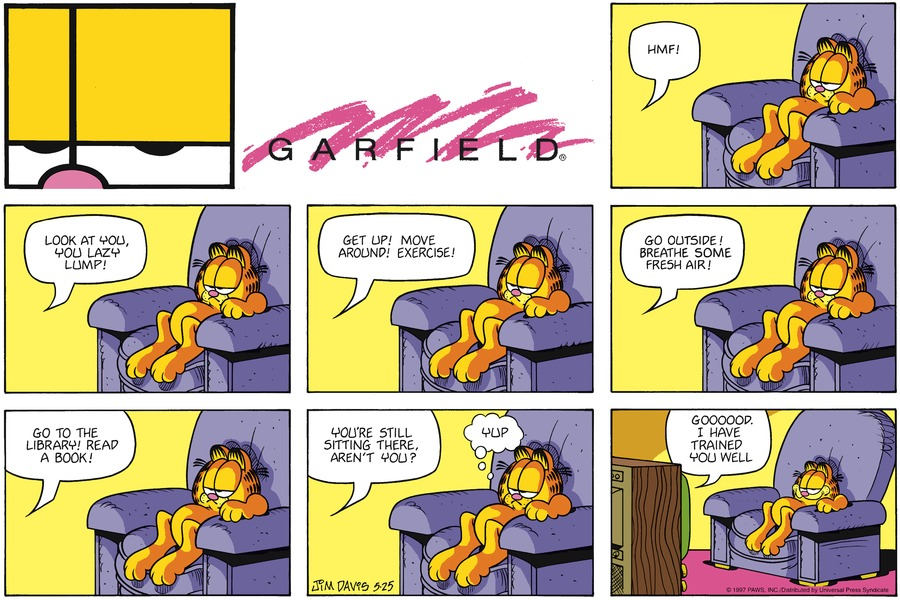 GARFIELD®
HMF!
LOOK AT YOU,
YOU LAZY
LUMP!
GET UP! MOVE
AROUND! EXERCISE!
GO OUTSIDE!
BREATHE SOME
FRESH AIR!
GO TO THE
LIBRARY! READ
A BOOK!
YOU'RE STILL
SITTING THERE,
AREN'T YOU?
YUP
JIM DAVIS 5·25
GOOOOOD.
I HAVE
TRAINED
YOU WELL
© 1997 PAWS, INC./Distributed by Universal Press Syndicate